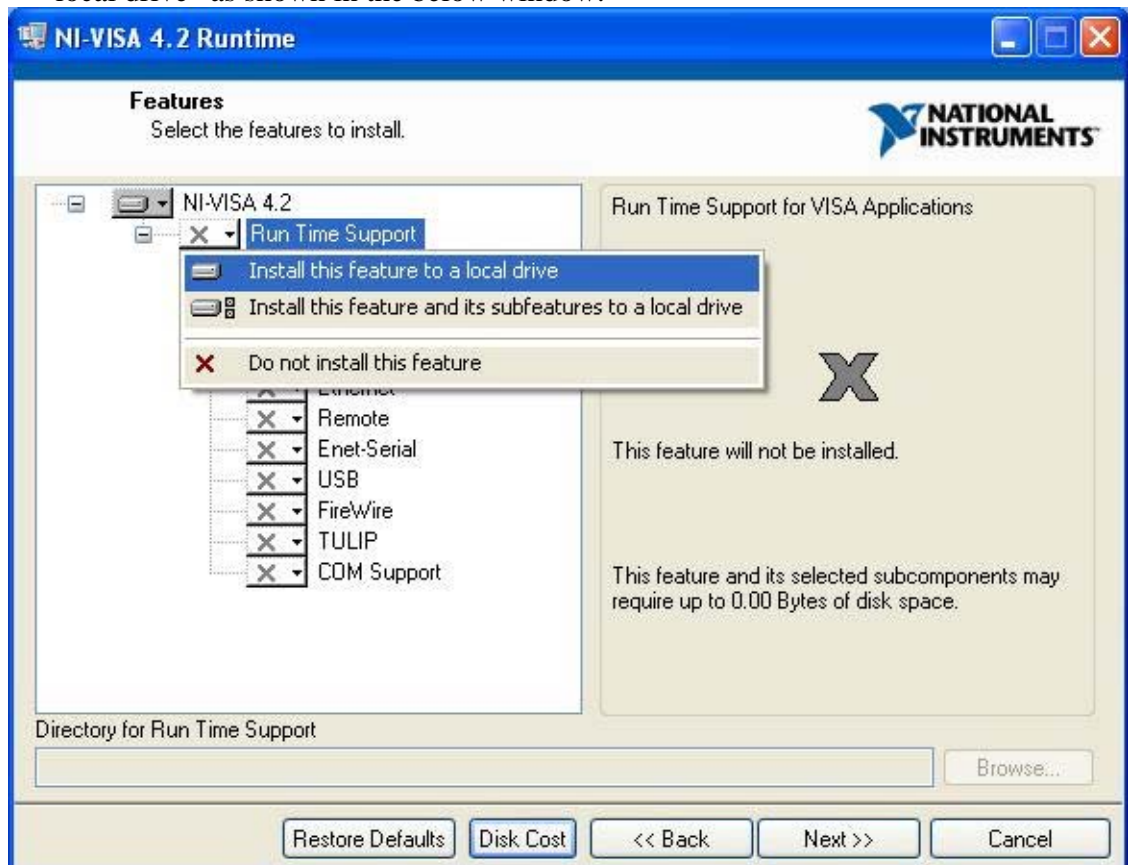 local drive" as shown in the below window.
NI-VISA 4.2 Runtime
Features
Select the features to install.
NATIONAL
INSTRUMENTS
NI-VISA 4.2
Run Time Support
Install this feature to a local drive
Install this feature and its subfeatures to a local drive
Do not install this feature
Ethernet
Remote
Enet-Serial
USB
FireWire
TULIP
COM Support
Run Time Support for VISA Applications
This feature will not be installed.
This feature and its selected subcomponents may
require up to 0.00 Bytes of disk space.
Directory for Run Time Support
Browse...
Restore Defaults
Disk Cost
<< Back
Next >>
Cancel